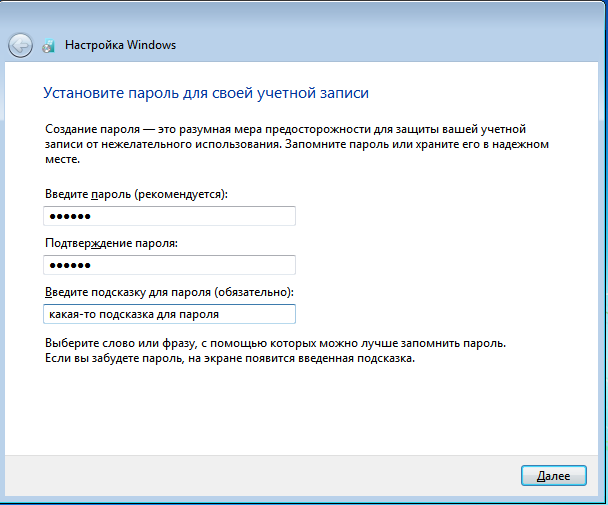 Настройка Windows
Установите пароль для своей учетной записи
Создание пароля — это разумная мера предосторожности для защиты вашей учетной
записи от нежелательного использования. Запомните пароль или храните его в надежном
месте.
Введите пароль (рекомендуется):
●●●●●●
Подтверждение пароля:
●●●●●●
Введите подсказку для пароля (обязательно):
какая-то подсказка для пароля
Выберите слово или фразу, с помощью которых можно лучше запомнить пароль.
Если вы забудете пароль, на экране появится введенная подсказка.
Далее